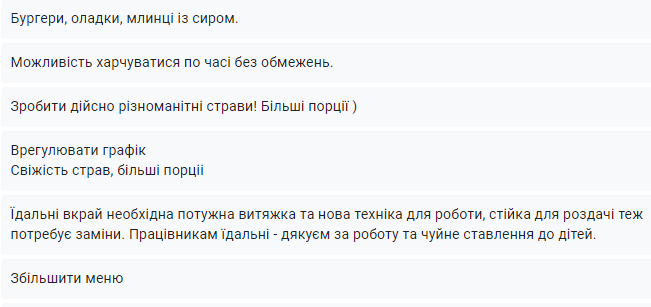 Бургери, оладки, млинці із сиром.
Можливість харчуватися по часі без обмежень.
Зробити дійсно різноманітні страви! Більші порції )
Врегулювати графік
Свіжість страв, більші порціі
Їдальні вкрай необхідна потужна витяжка та нова техніка для роботи, стійка для роздачі теж
потребує заміни. Працівникам їдальні - дякуєм за роботу та чуйне ставлення до дітей.
Збільшити меню